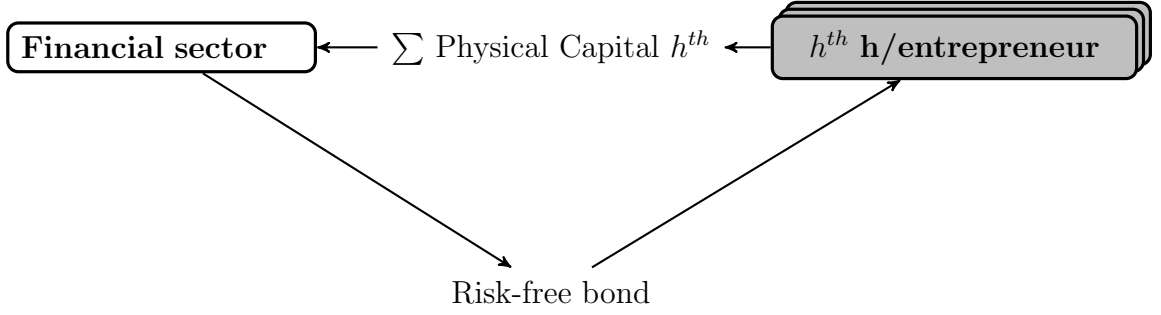 Financial sector
∑ Physical Capital $h^{th}$
$h^{th}$ h/entrepreneur
Risk-free bond